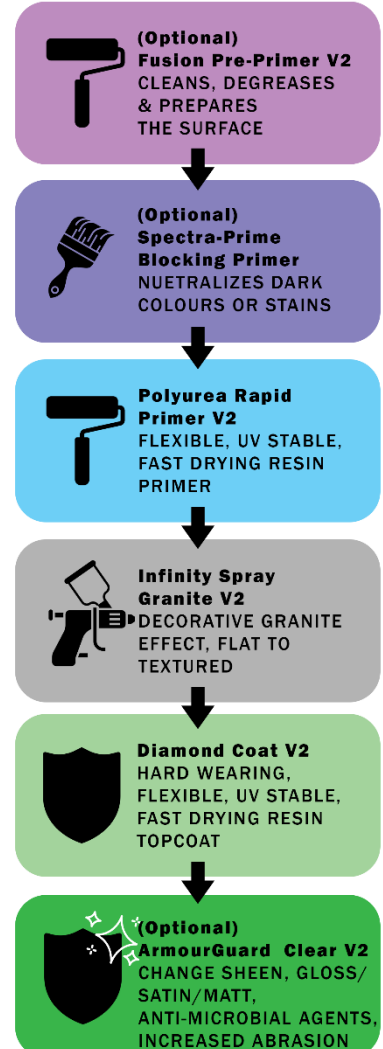 (Optional)
Fusion Pre-Primer V2
CLEANS, DEGREASES
& PREPARES
THE SURFACE
(Optional)
Spectra-Prime
Blocking Primer
NUETRALIZES DARK
COLOURS OR STAINS
Polyurea Rapid
Primer V2
FLEXIBLE, UV STABLE,
FAST DRYING RESIN
PRIMER
Infinity Spray
Granite V2
DECORATIVE GRANITE
EFFECT, FLAT TO
TEXTURED
Diamond Coat V2
HARD WEARING,
FLEXIBLE, UV STABLE,
FAST DRYING RESIN
TOPCOAT
(Optional)
ArmourGuard Clear V2
CHANGE SHEEN, GLOSS/
SATIN/MATT,
ANTI-MICROBIAL AGENTS,
INCREASED ABRASION